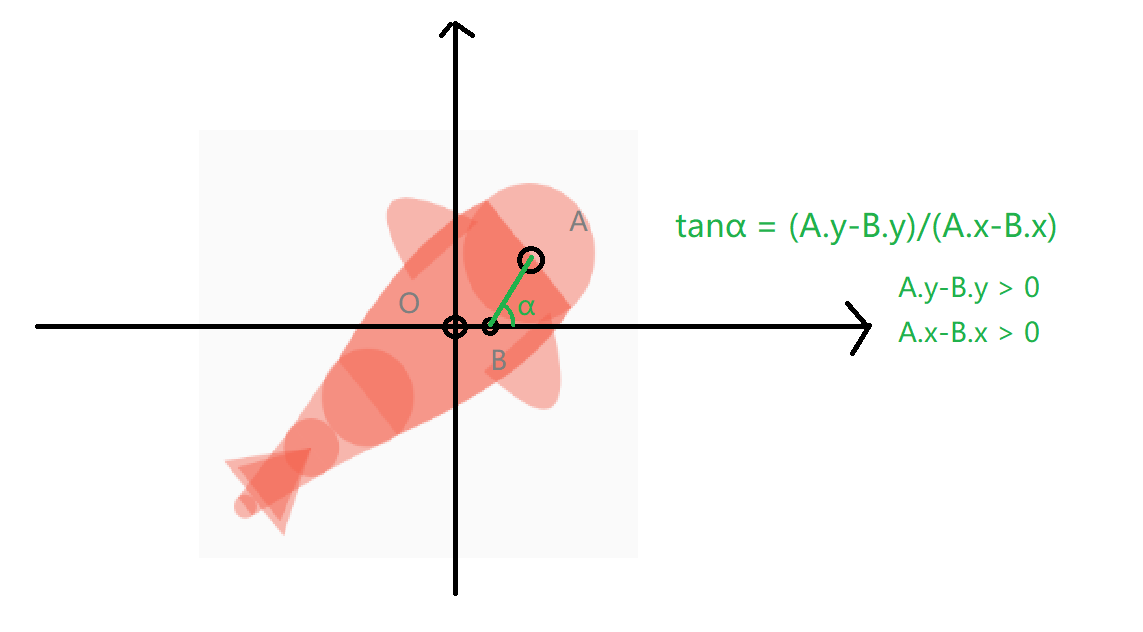 A
tanα = (A.y-B.y)/(A.x-B.x)
A.y-B.y > 0
O
α
A.x-B.x > 0
B